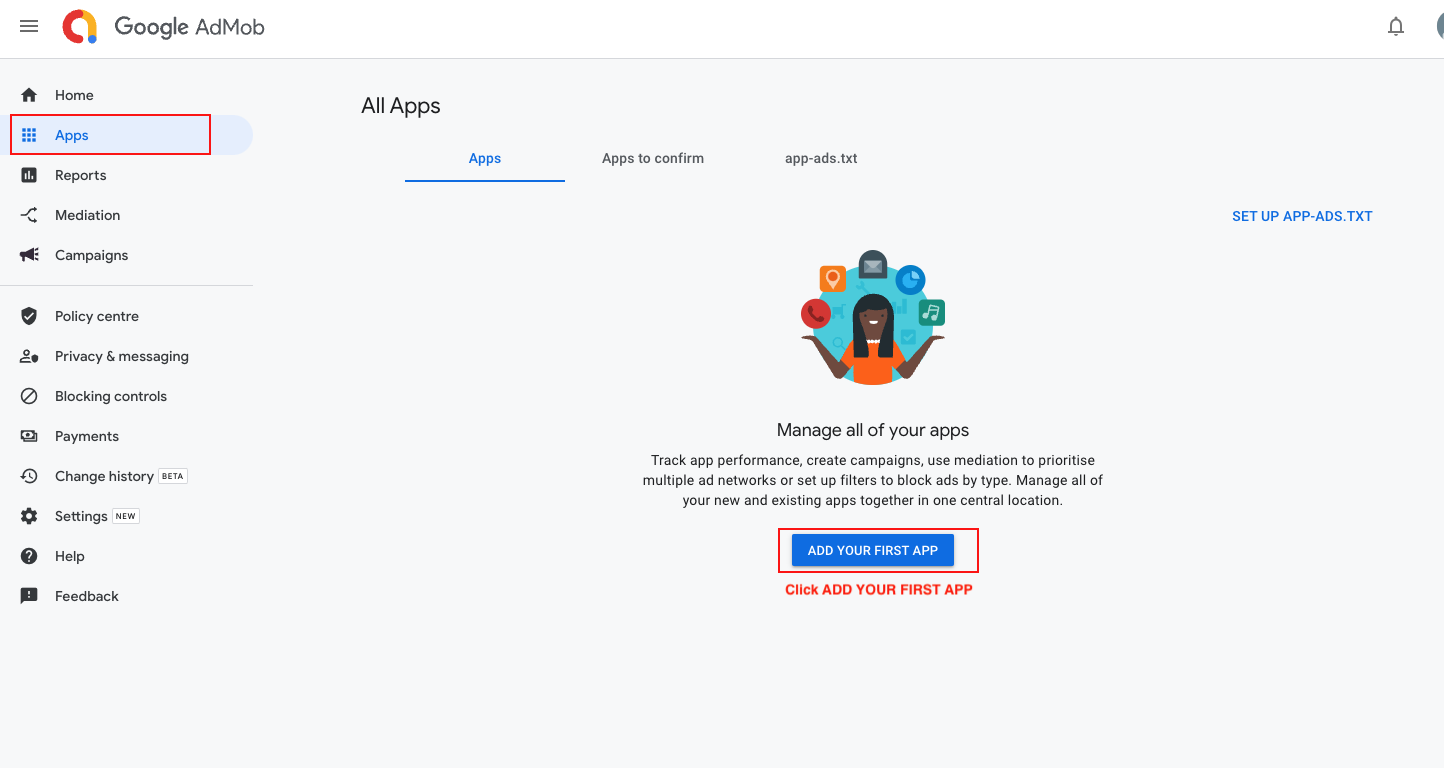 Google AdMob
Home
Apps
Reports
Mediation
Campaigns
Policy centre
Privacy & messaging
Blocking controls
Payments
Change history BETA
Settings NEW
Help
Feedback
All Apps
Apps
Apps to confirm
app-ads.txt
SET UP APP-ADS.TXT
Manage all of your apps
Track app performance, create campaigns, use mediation to prioritise
multiple ad networks or set up filters to block ads by type. Manage all of
your new and existing apps together in one central location.
ADD YOUR FIRST APP
Click ADD YOUR FIRST APP